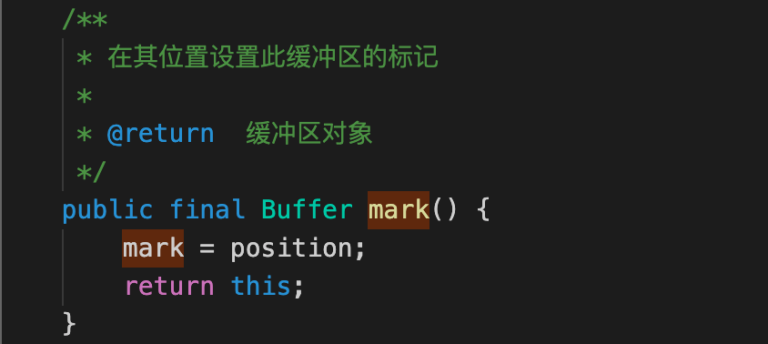 /**
 * 在其位置设置此缓冲区的标记
 *
 * @return  缓冲区对象
 */
public final Buffer mark() {
    mark = position;
    return this;
}